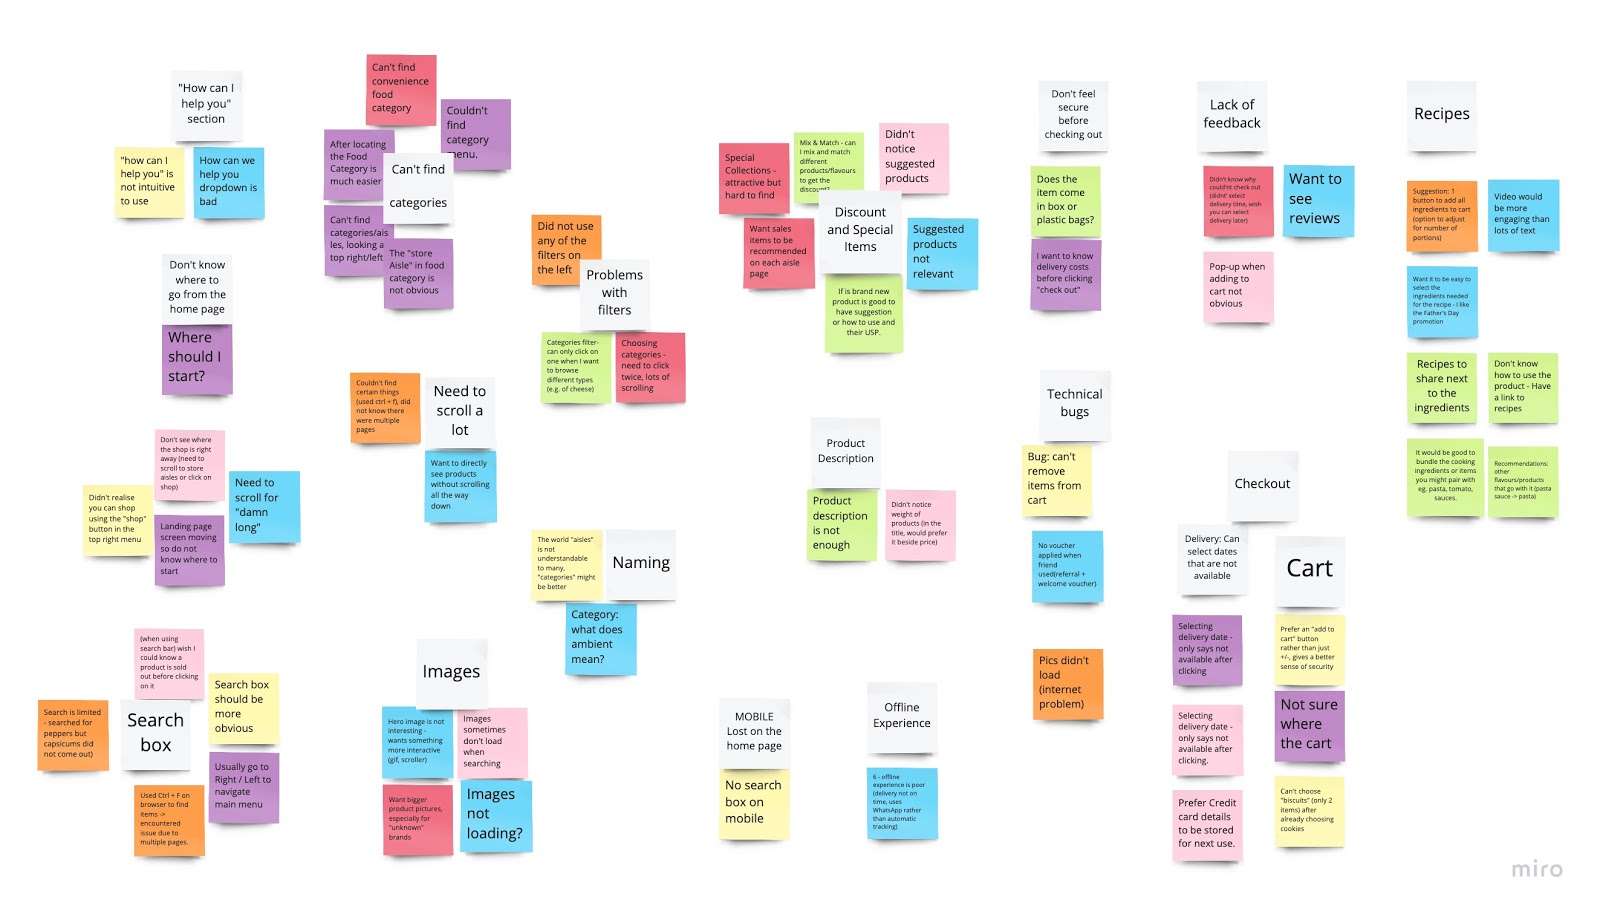 "How can I
help you"
section
"how can I
help you" is
not intuitive
to use
How can we
help you
dropdown is
bad
Don't know
where to
go from the
home page
Where
should I
start?
Don't see where
the shop is right
away (need to
scroll to store
aisles or click on
shop)
Didn't realise
you can shop
using the "shop"
button in the
top right menu
Landing page
screen moving
so do not
know where to
start
Need to
scroll for
"damn
long"
(when using
search bar) wish I
could know a
product is sold
out before clicking
on it
Search is limited
- searched for
peppers but
capsicums did
not come out)
Search
box
Search box
should be
more
obvious
Usually go to
Right / Left to
navigate
main menu
Used Ctrl + F on
browser to find
items ->
encountered
issue due to
multiple pages.
Can't find
convenience
food
category
Couldn't
find
category
menu.
After locating
the Food
Category is
much easier
Can't find
categories
Can't find
categories/ais
les, looking a
top right/left
The "store
Aisle" in food
category is
not obvious
Did not use
any of the
filters on
the left
Problems
with
filters
Categories filter-
can only click on
one when I want
to browse
different types
(e.g. of cheese)
Choosing
categories -
need to click
twice, lots of
scrolling
Couldn't find
certain things
(used ctrl + f), did
not know there
were multiple
pages
Need to
scroll a
lot
Want to directly
see products
without scrolling
all the way
down
The world "aisles"
is not
understandable
to many,
"categories" might
be better
Naming
Category:
what does
ambient
mean?
Images
Hero image is not
interesting -
wants something
more interactive
(gif, scroller)
Images
sometimes
don't load
when
searching
Want bigger
product pictures,
especially for
"unknown"
brands
Images
not
loading?
Special
Collections -
attractive but
hard to find
Mix & Match - can
I mix and match
different
products/flavours
to get the
discount?
Didn't
notice
suggested
products
Want sales
items to be
recommended
on each aisle
page
Discount
and Special
Items
Suggested
products
not
relevant
If is brand new
product is good to
have suggestion
or how to use and
their USP.
Product
Description
Product
description
is not
enough
Didn't notice
weight of
products (in the
title, would prefer
it beside price)
MOBILE
Lost on the
home page
No search
box on
mobile
Offline
Experience
6 - offline
experience is poor
(delivery not on
time, uses
WhatsApp rather
than automatic
tracking)
Don't feel
secure
before
checking out
Does the
item come
in box or
plastic bags?
I want to know
delivery costs
before clicking
"check out"
Technical
bugs
Bug: can't
remove
items from
cart
No voucher
applied when
friend
used(referral +
welcome voucher)
Pics didn't
load
(internet
problem)
Lack of
feedback
Didn't know why
could'nt check out
(didnt' select
delivery time, wish
you can select
delivery later)
Want to
see
reviews
Pop-up when
adding to
cart not
obvious
Checkout
Delivery: Can
select dates
that are not
available
Selecting
delivery date -
only says not
available after
clicking
Selecting
delivery date -
only says not
available after
clicking.
Prefer Credit
card details
to be stored
for next use.
Cart
Prefer an "add to
cart" button
rather than just
+/-, gives a better
sense of security
Not sure
where
the cart
Can't choose
"biscuits" (only 2
items) after
already choosing
cookies
Recipes
Suggestion: 1
button to add all
ingredients to cart
(option to adjust
for number of
portions)
Video would
be more
engaging than
lots of text
Want it to be easy to
select the
ingredients needed
for the recipe - I like
the Father's Day
promotion
Recipes to
share next
to the
ingredients
Don't know
how to use the
product - Have
a link to
recipes
It would be good to
bundle the cooking
ingredients or items
you might pair with
eg. pasta, tomato,
sauces.
Recommendations:
other
flavours/products
that go with it (pasta
sauce -> pasta)
miro